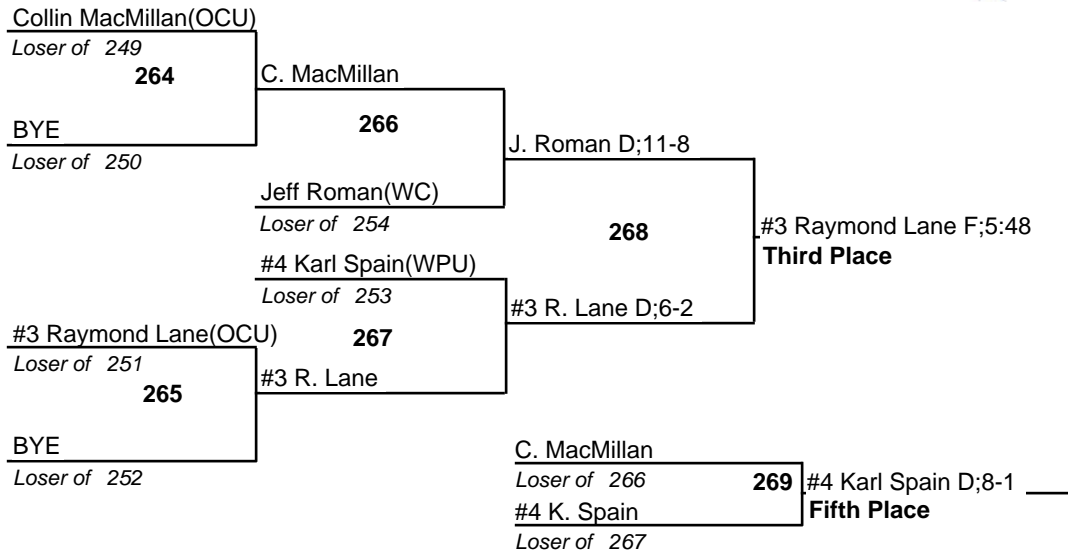 Collin MacMillan(OCU)
Loser of 249
264
C. MacMillan
BYE
Loser of 250
266
J. Roman D;11-8
Jeff Roman(WC)
Loser of 254
268
#3 Raymond Lane F;5:48
Third Place
#4 Karl Spain(WPU)
Loser of 253
#3 R. Lane D;6-2
#3 Raymond Lane(OCU)
267
Loser of 251
265
#3 R. Lane
BYE
Loser of 252
C. MacMillan
Loser of 266
269
#4 Karl Spain D;8-1
Fifth Place
#4 K. Spain
Loser of 267